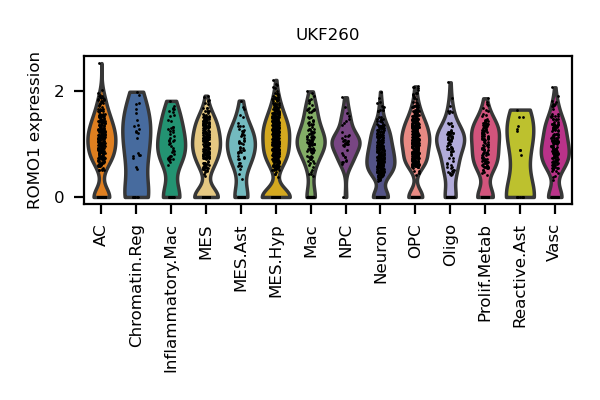 UKF260
ROMO1 expression
2
0
AC
Chromatin.Reg
Inflammatory.Mac
MES
MES.Ast
MES.Hyp
Mac
NPC
Neuron
OPC
Oligo
Prolif.Metab
Reactive.Ast
Vasc